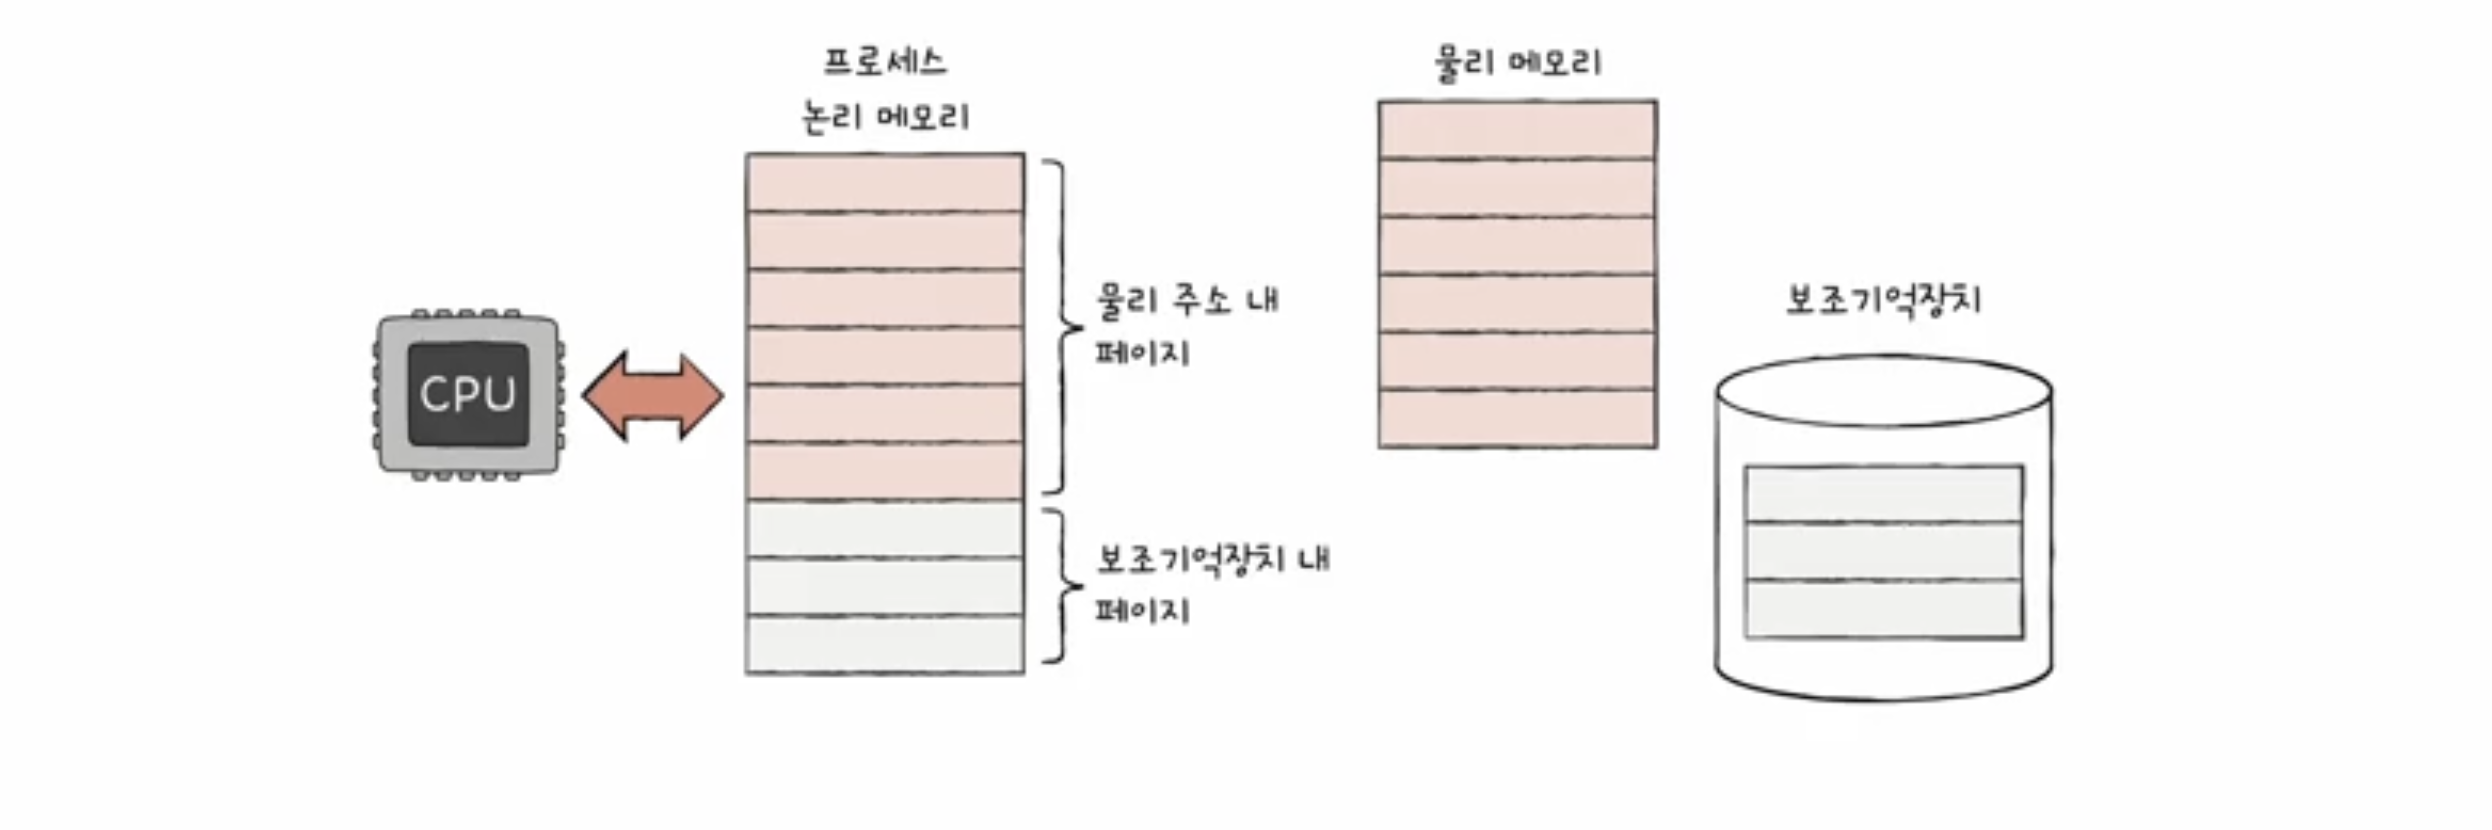 프로세스
논리 메모리
물리 메모리
물리 주소 내
페이지
보조기억장치
CPU
보조기억장치 내
페이지